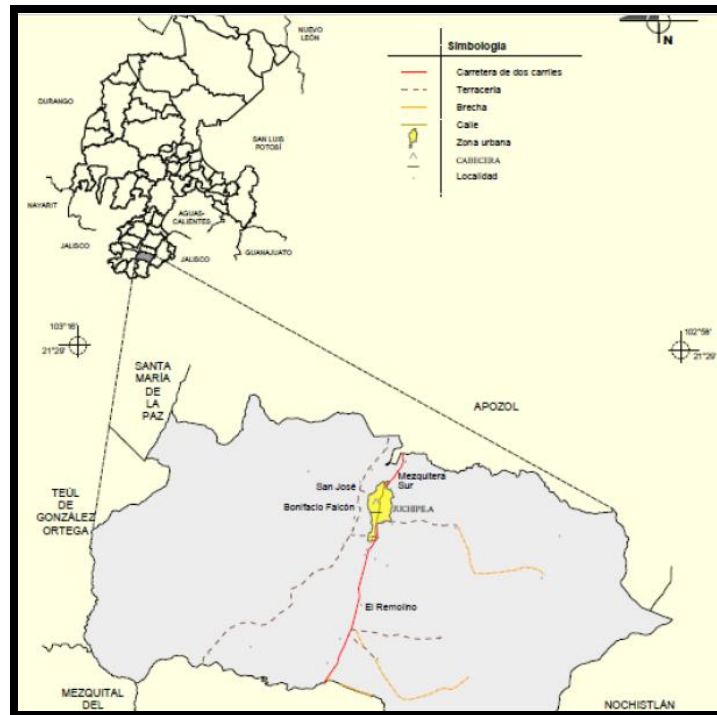 NUEVO
LEÓN
N
Simbología
Carretera de dos carriles
Terracería
Brecha
Calle
Zona urbana
CABECERA
Localidad
DURANGO
SAN LUIS
POTOSÍ
NAYARIT
AGUAS-
CALIENTES
JALISCO
JALISCO
GUANAJUATO
103°16'
21°29'
102°58'
21°29'
SANTA
MARÍA
DE
LA
PAZ
APOZOL
TEÚL
DE
GONZÁLEZ
ORTEGA
San José
Mezquitera
Sur
Bonifacio Falcón
JUCHIPILA
El Remolino
MEZQUITAL
DEL
NOCHISTLÁN